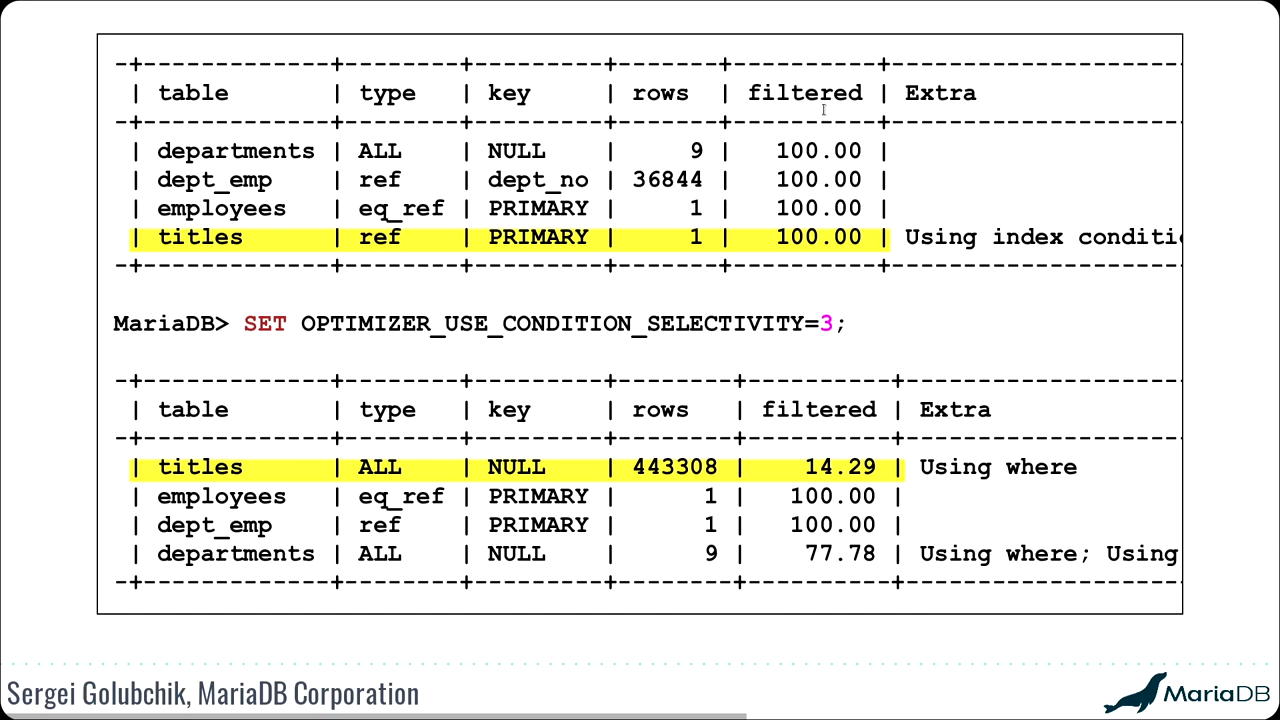 -+-------------+--------+---------+-------+----------+--------------------
 | table       | type   | key     | rows  | filtered | Extra
-+-------------+--------+---------+-------+----------+--------------------
 | departments | ALL    | NULL    |     9 |   100.00 |
 | dept_emp    | ref    | dept_no | 36844 |   100.00 |
 | employees   | eq_ref | PRIMARY |     1 |   100.00 |
 | titles      | ref    | PRIMARY |     1 |   100.00 | Using index conditi
-+-------------+--------+---------+-------+----------+--------------------
MariaDB> SET OPTIMIZER_USE_CONDITION_SELECTIVITY=3;
-+-------------+--------+---------+--------+----------+-------------------
 | table       | type   | key     | rows   | filtered | Extra
-+-------------+--------+---------+--------+----------+-------------------
 | titles      | ALL    | NULL    | 443308 |    14.29 | Using where
 | employees   | eq_ref | PRIMARY |      1 |   100.00 |
 | dept_emp    | ref    | PRIMARY |      1 |   100.00 |
 | departments | ALL    | NULL    |      9 |    77.78 | Using where; Using
-+-------------+--------+---------+--------+----------+-------------------
Sergei Golubchik, MariaDB Corporation
MariaDB